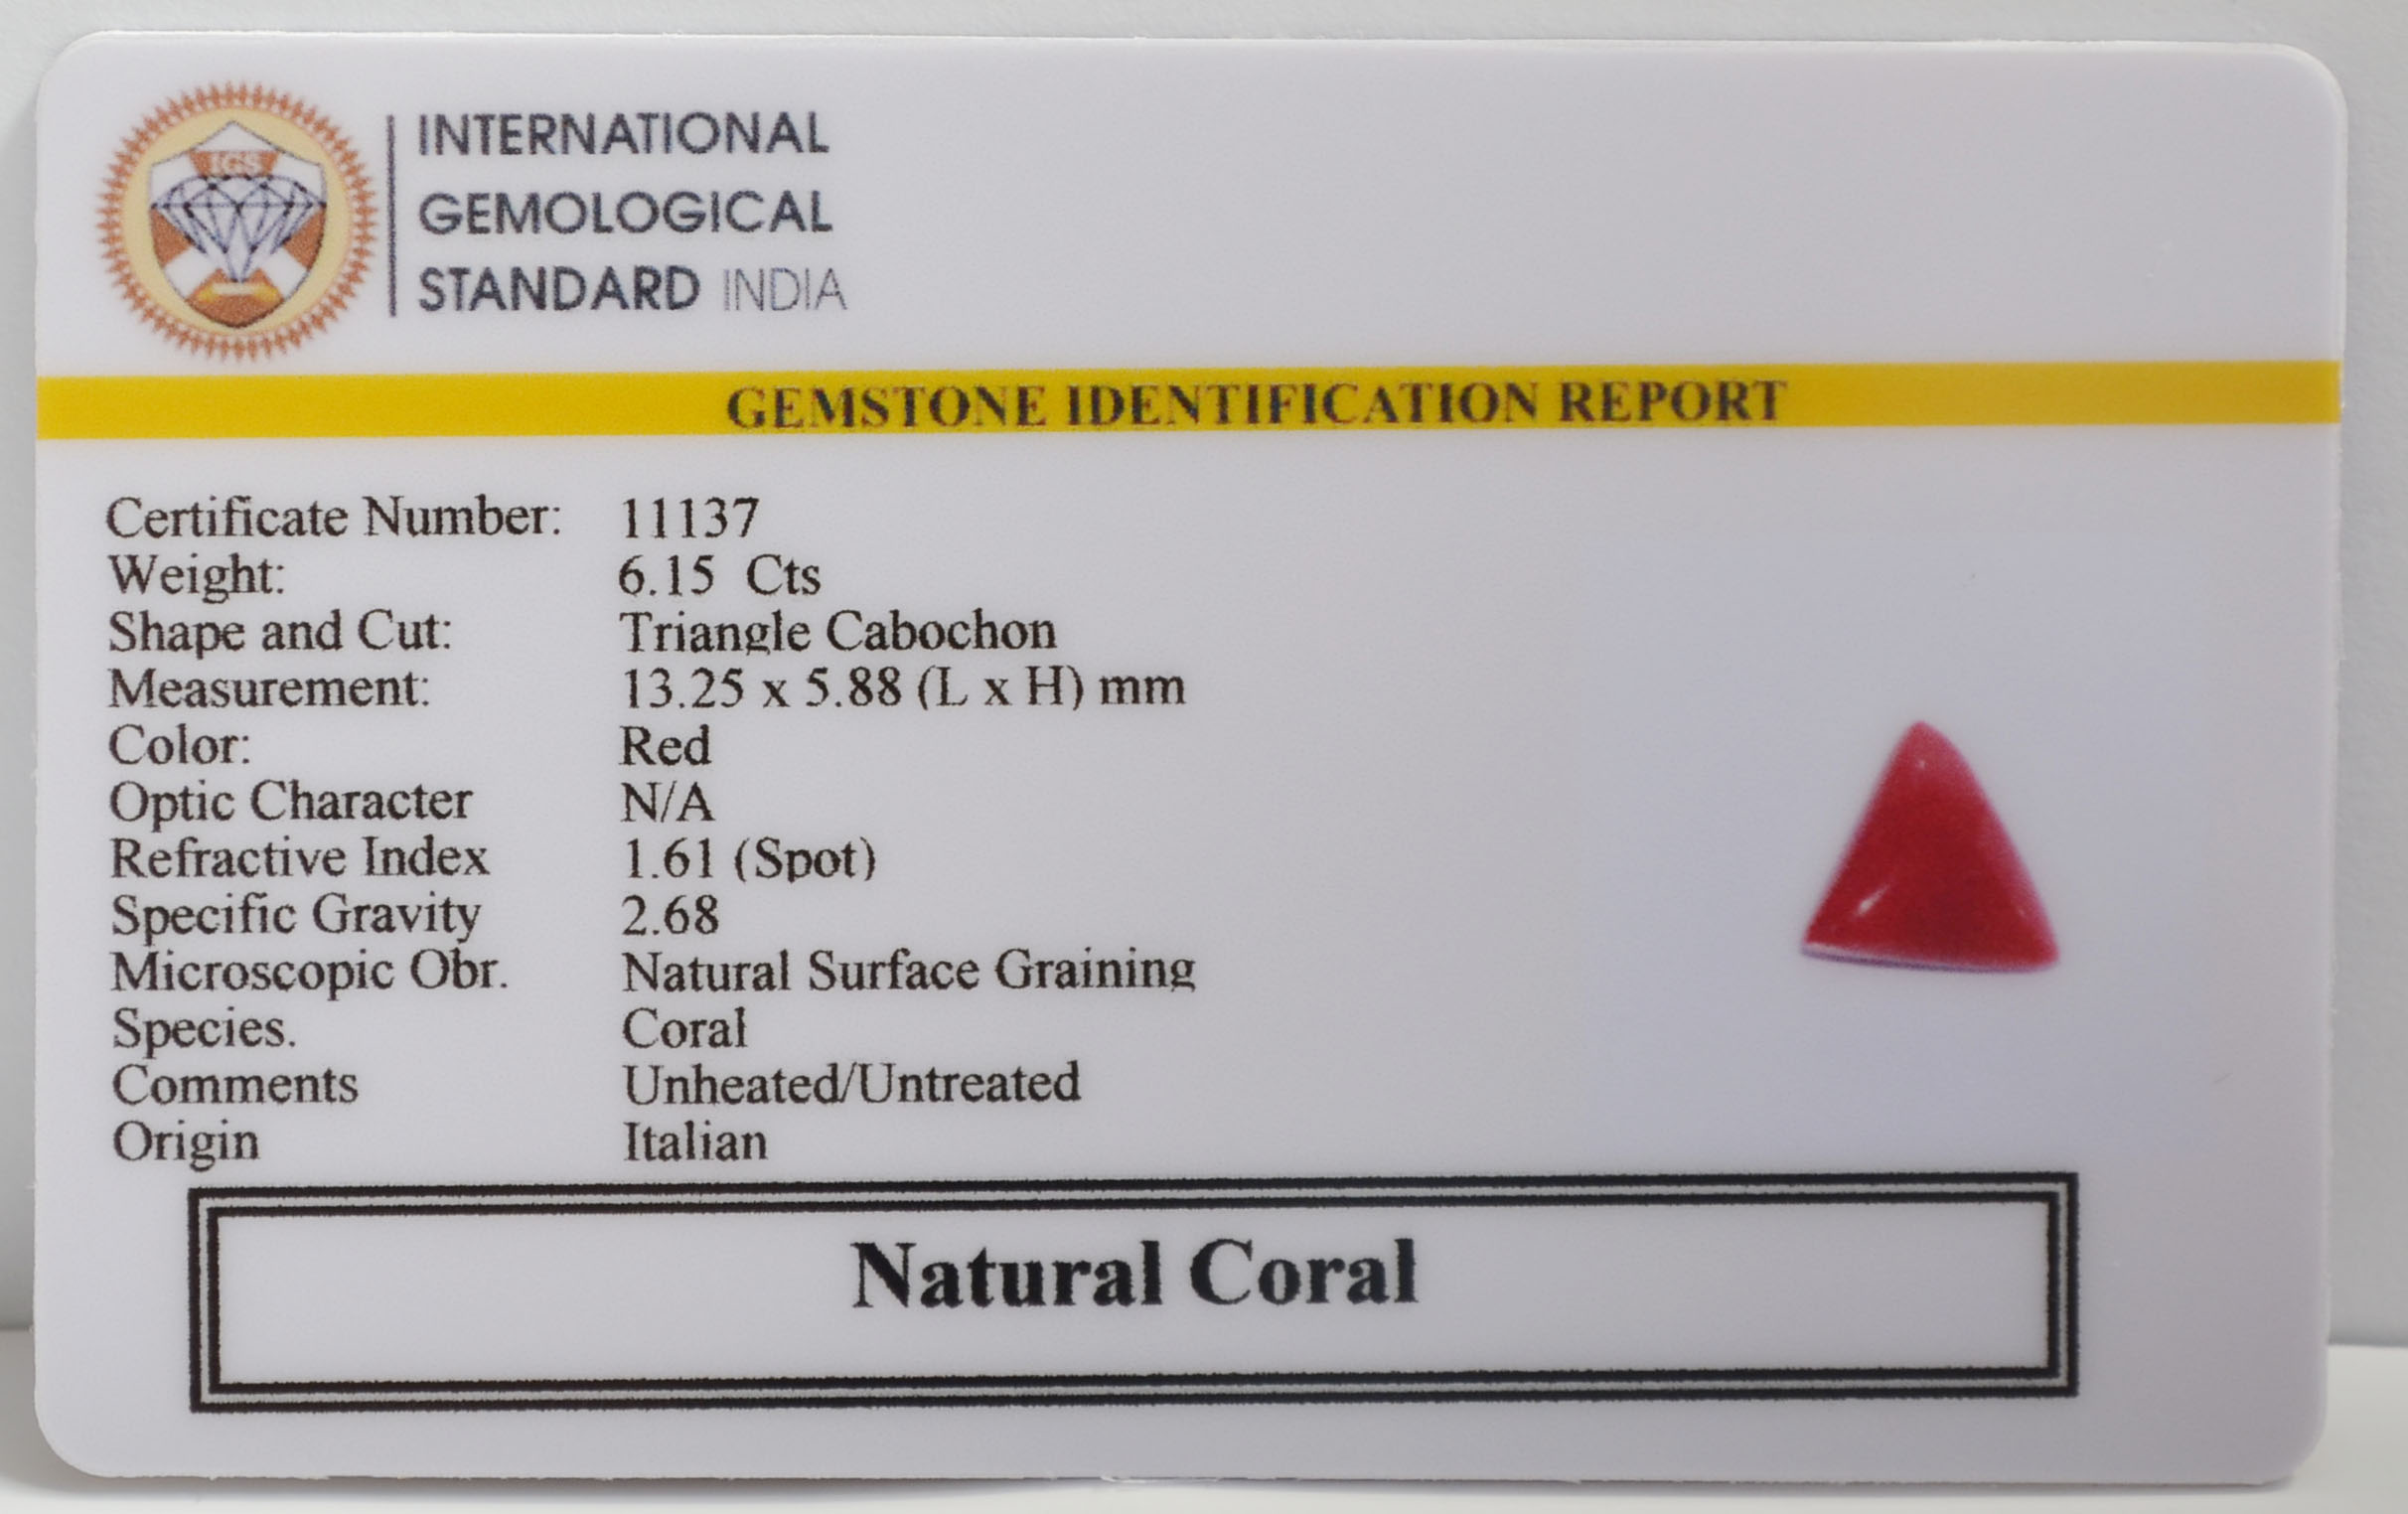 IGS
INTERNATIONAL
GEMOLOGICAL
STANDARD INDIA
GEMSTONE IDENTIFICATION REPORT
Certificate Number: 11137
Weight: 6.15 Cts
Shape and Cut: Triangle Cabochon
Measurement: 13.25 x 5.88 (L x H) mm
Color: Red
Optic Character N/A
Refractive Index 1.61 (Spot)
Specific Gravity 2.68
Microscopic Obr. Natural Surface Graining
Species. Coral
Comments Unheated/Untreated
Origin Italian
Natural Coral